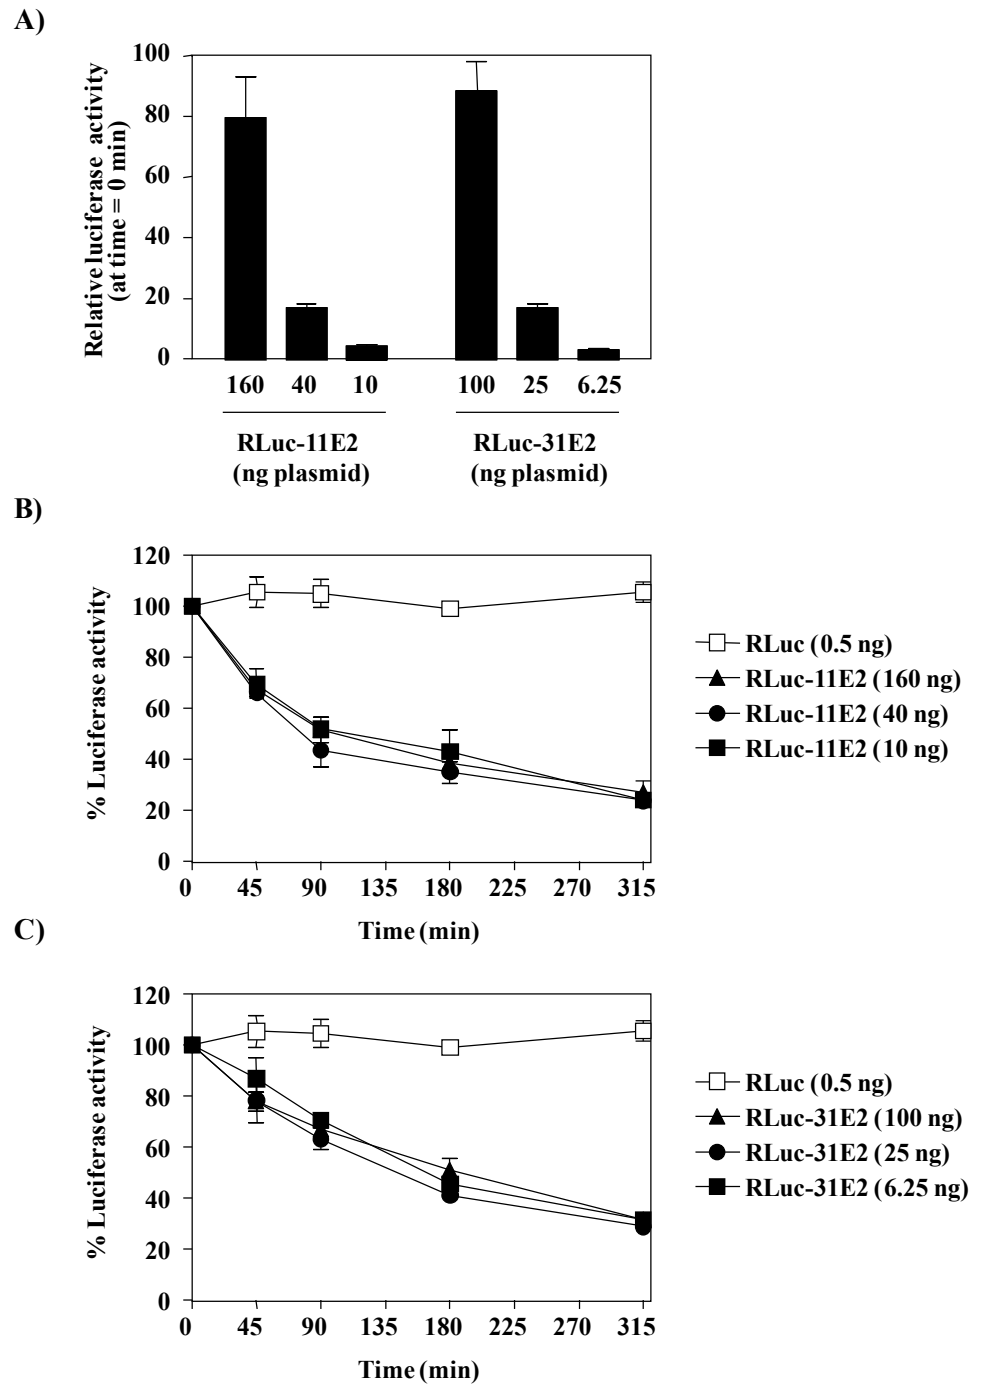 A)
Relative luciferase activity
(at time = 0 min)
100
80
60
40
20
0
160 40 10 100 25 6.25
RLuc-11E2 RLuc-31E2
(ng plasmid) (ng plasmid)
B)
% Luciferase activity
120
100
80
60
40
20
0
0 45 90 135 180 225 270 315
Time (min)
RLuc (0.5 ng)
RLuc-11E2 (160 ng)
RLuc-11E2 (40 ng)
RLuc-11E2 (10 ng)
C)
% Luciferase activity
120
100
80
60
40
20
0
0 45 90 135 180 225 270 315
Time (min)
RLuc (0.5 ng)
RLuc-31E2 (100 ng)
RLuc-31E2 (25 ng)
RLuc-31E2 (6.25 ng)